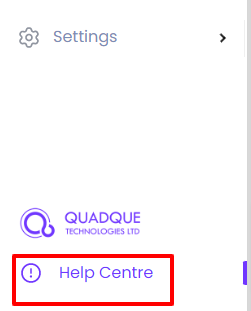 Settings
QUADQUE
TECHNOLOGIES LTD
Help Centre